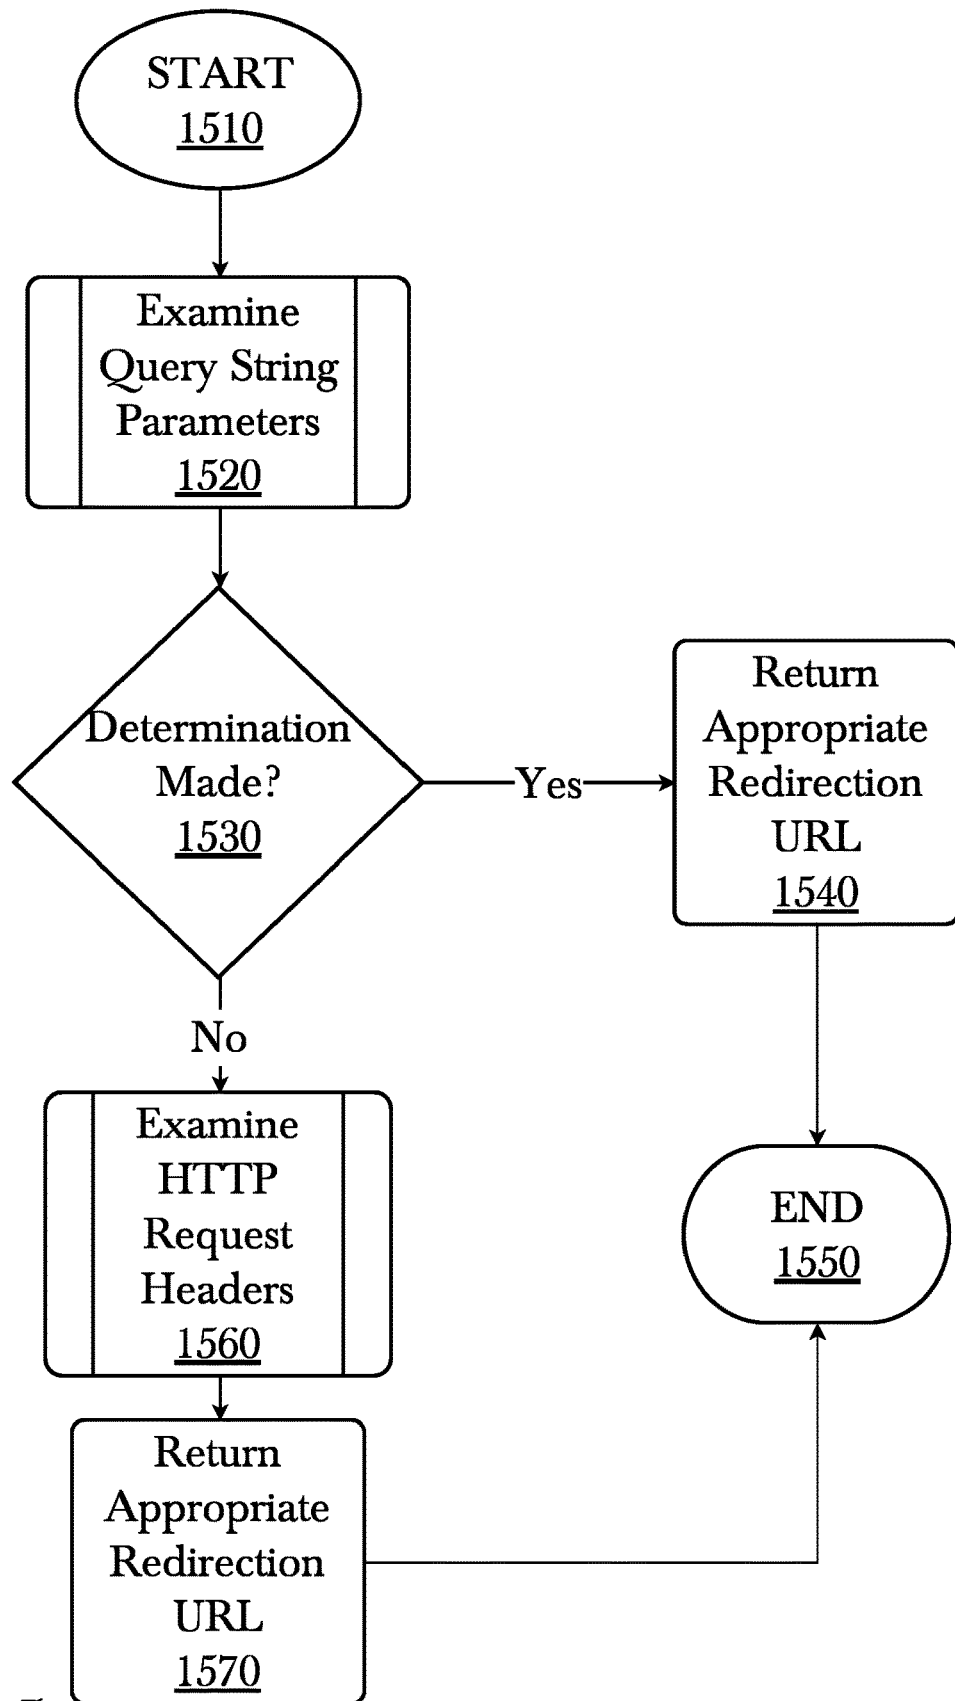 START
1510
Examine
Query String
Parameters
1520
Determination
Made?
1530
Yes
Return
Appropriate
Redirection
URL
1540
No
Examine
HTTP
Request
Headers
1560
END
1550
Return
Appropriate
Redirection
URL
1570